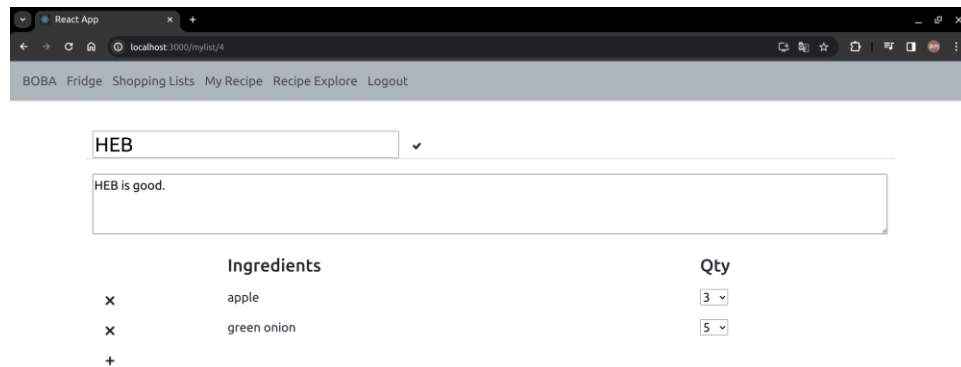 React App
localhost:3000/mylist/4
BOBA Fridge Shopping Lists My Recipe Recipe Explore Logout
HEB
HEB is good.
Ingredients Qty
apple 3
green onion 5